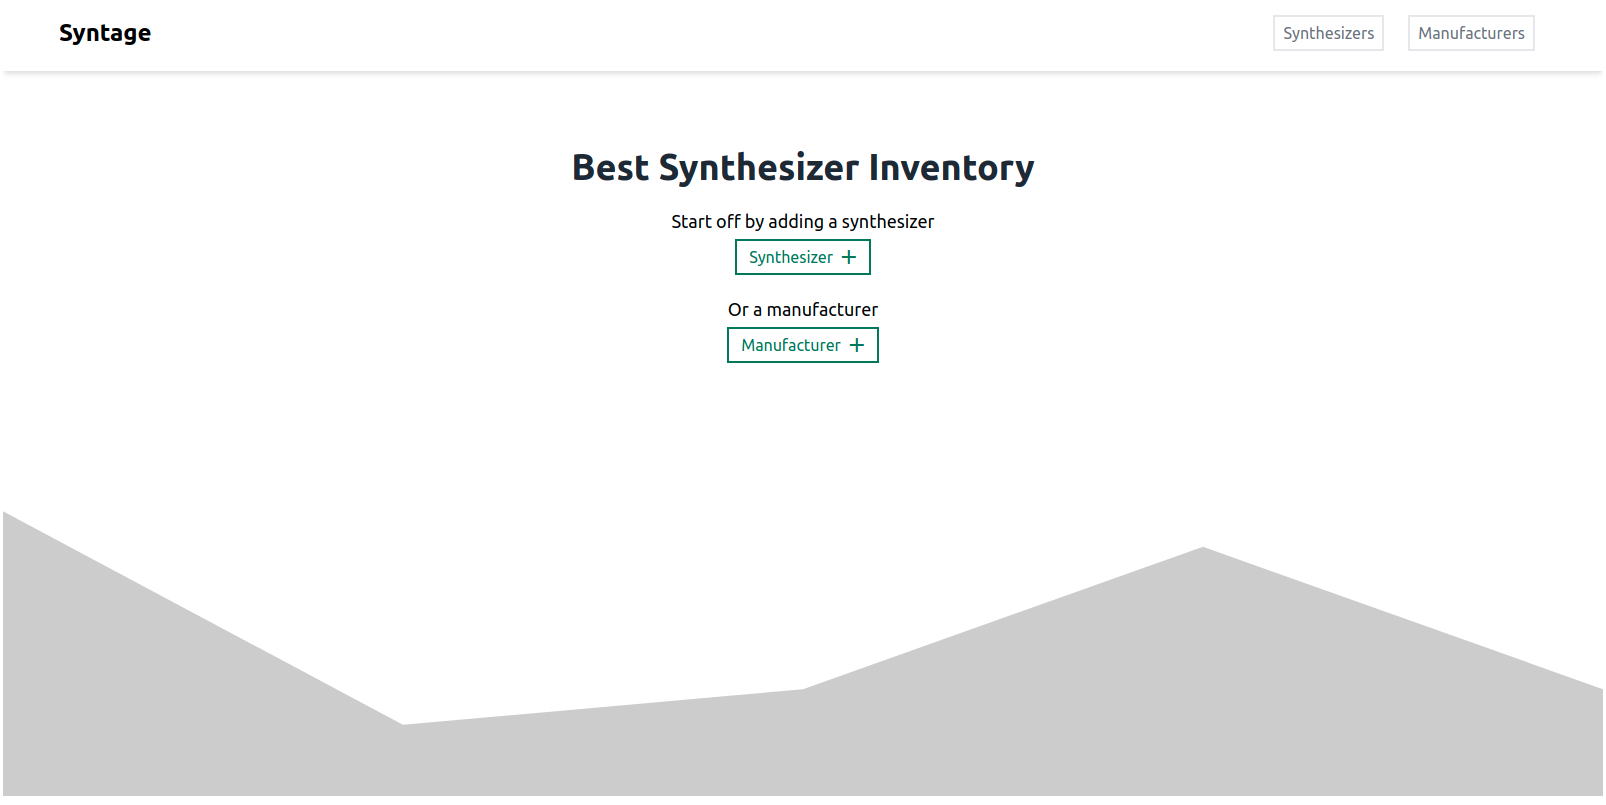 Syntage
Synthesizers
Manufacturers
Best Synthesizer Inventory
Start off by adding a synthesizer
Synthesizer +
Or a manufacturer
Manufacturer +